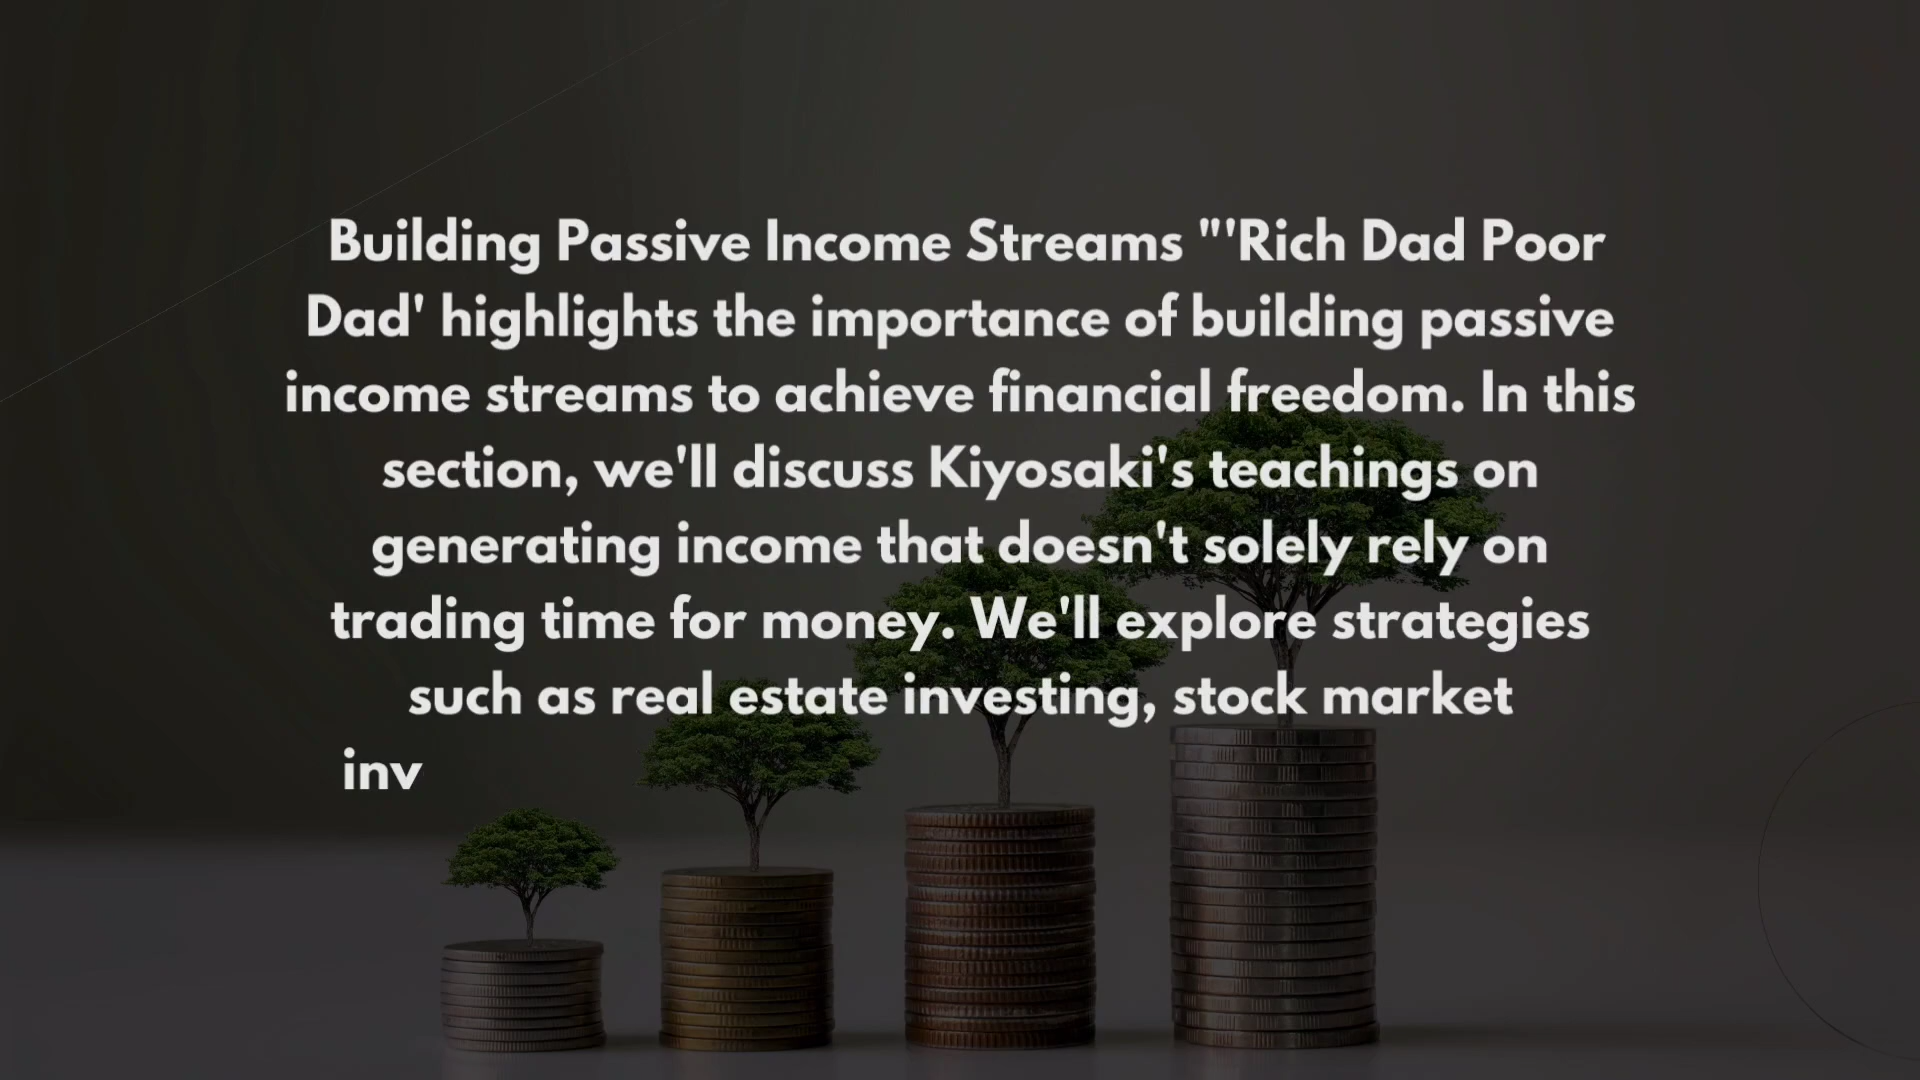 Building Passive Income Streams "'Rich Dad Poor
Dad' highlights the importance of building passive
income streams to achieve financial freedom. In this
section, we'll discuss Kiyosaki's teachings on
generating income that doesn't solely rely on
trading time for money. We'll explore strategies
such as real estate investing, stock market
inv